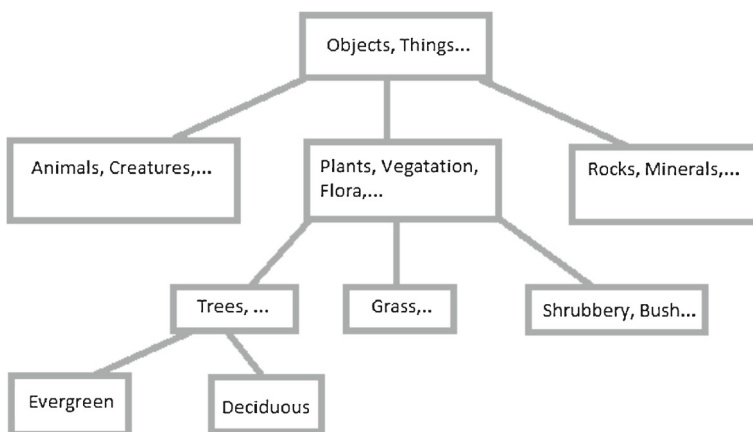 Objects, Things...
Animals, Creatures,...
Plants, Vegatation,
Flora,...
Rocks, Minerals,...
Trees, ...
Grass,..
Shrubbery, Bush...
Evergreen
Deciduous